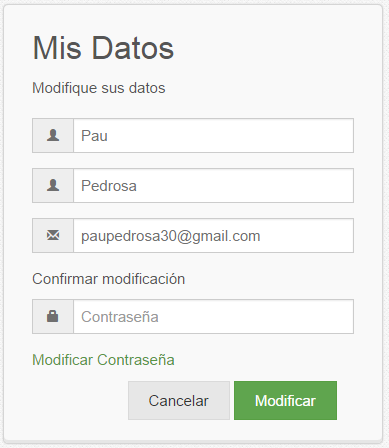 Mis Datos
Modifique sus datos
Pau
Pedrosa
paupedrosa30@gmail.com
Confirmar modificación
Contraseña
Modificar Contraseña
Cancelar Modificar